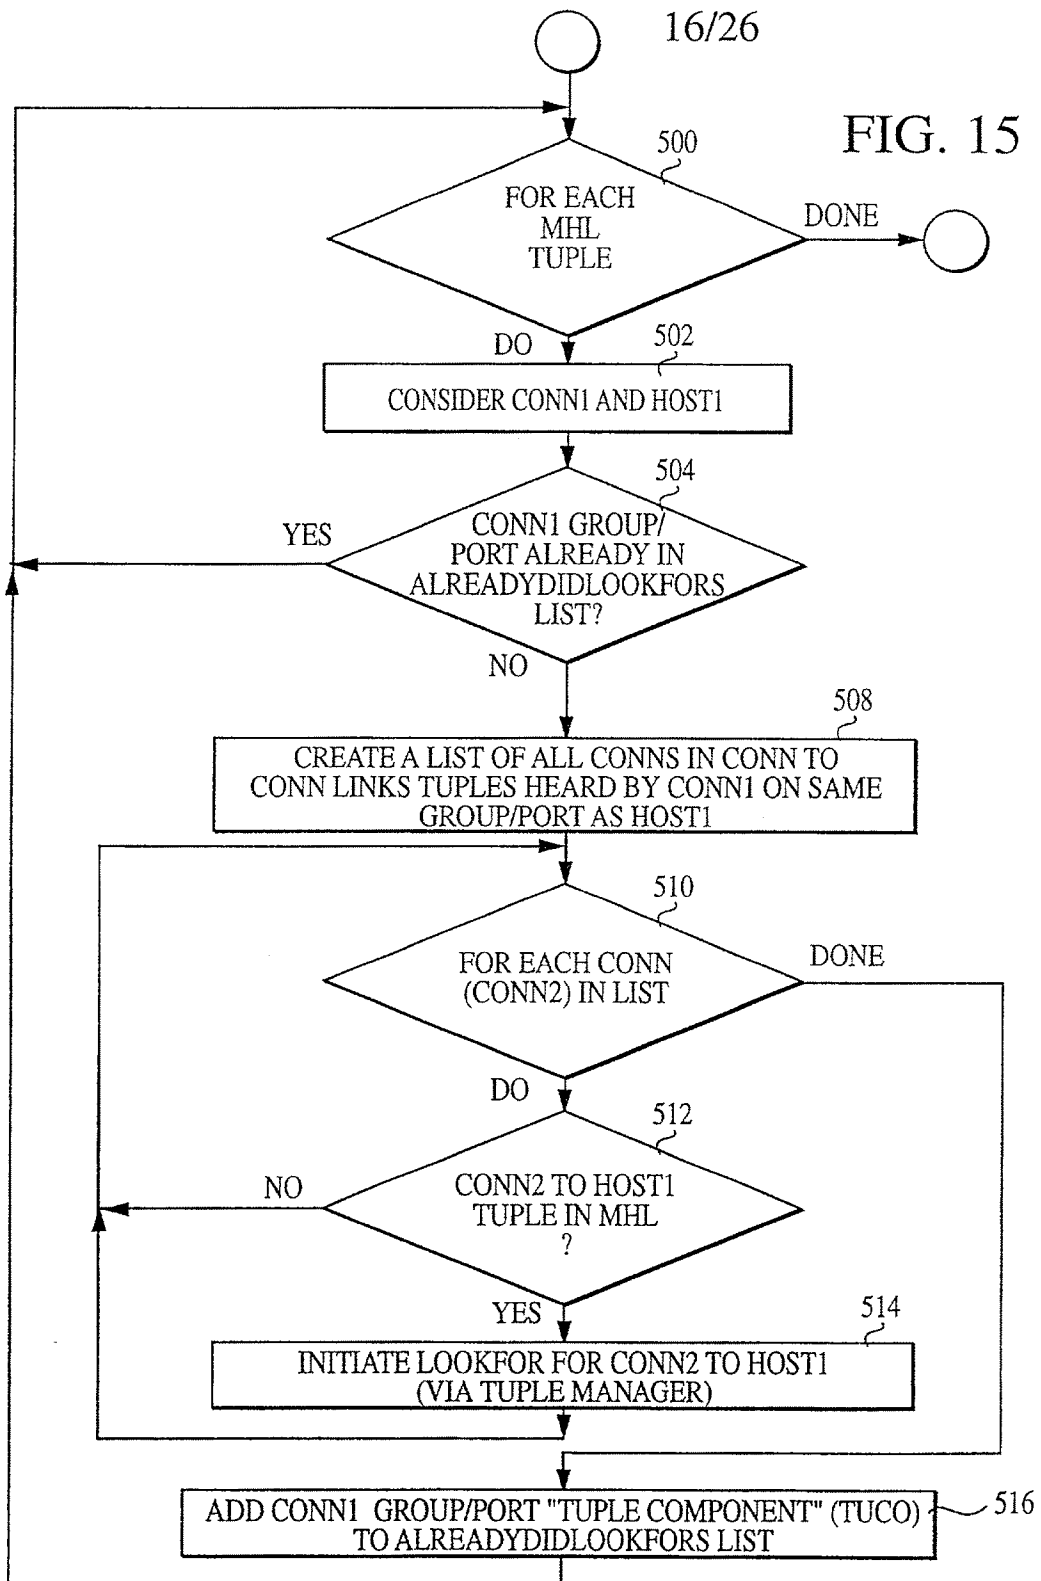 16/26
FIG. 15
500
FOR EACH
MHL
TUPLE
DONE
DO
502
CONSIDER CONN1 AND HOST1
504
YES
CONN1 GROUP/
PORT ALREADY IN
ALREADYDIDLOOKFORS
LIST?
NO
508
CREATE A LIST OF ALL CONNS IN CONN TO
CONN LINKS TUPLES HEARD BY CONN1 ON SAME
GROUP/PORT AS HOST1
510
FOR EACH CONN
(CONN2) IN LIST
DONE
DO
512
NO
CONN2 TO HOST1
TUPLE IN MHL
?
YES
514
INITIATE LOOKFOR FOR CONN2 TO HOST1
(VIA TUPLE MANAGER)
ADD CONN1 GROUP/PORT "TUPLE COMPONENT" (TUCO)
TO ALREADYDIDLOOKFORS LIST
516